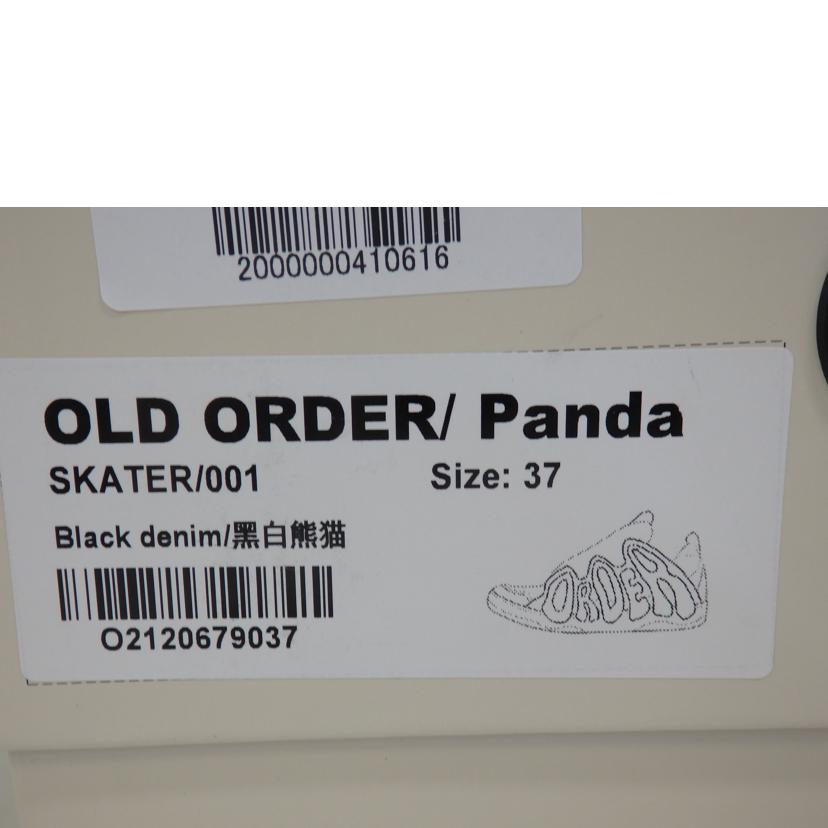 2000000410616
OLD ORDER/ Panda
SKATER/001
Size: 37
Black denim/黑白熊猫
O2120679037
ORDER